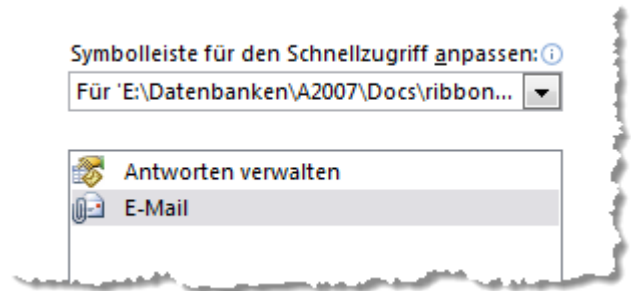 Symbolleiste für den Schnellzugriff anpassen:
Für 'E:\Datenbanken\A2007\Docs\ribbon...
Antworten verwalten
E-Mail